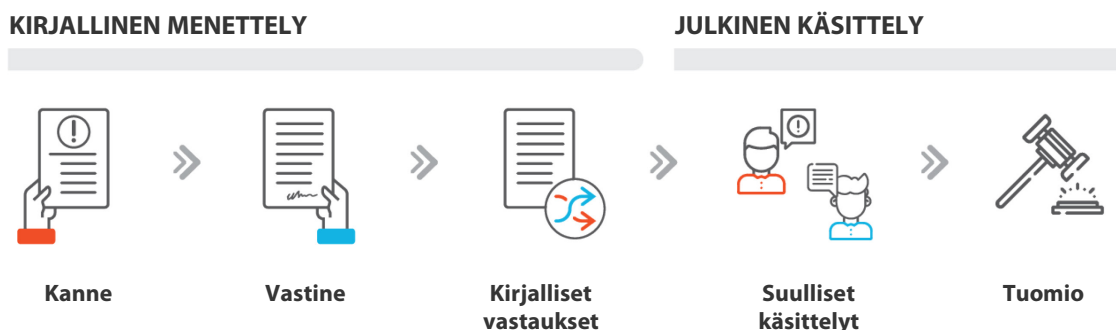 KIRJALLINEN MENETTELY
JULKINEN KÄSITTELY
Kanne
Vastine
Kirjalliset
vastaukset
Suulliset
käsittelyt
Tuomio